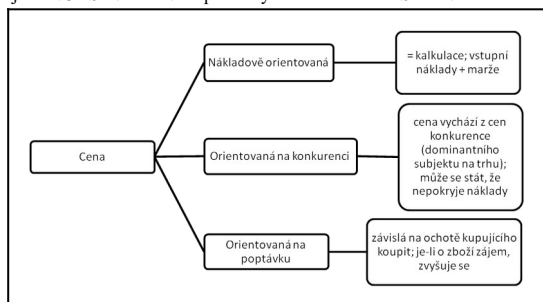 Cena
Nákladově orientovaná
= kalkulace; vstupní
náklady + marže
Orientovaná na konkurenci
cena vychází z cen
konkurence
(dominantního
subjektu na trhu);
může se stát, že
nepokryje náklady
Orientovaná na
poptávku
závislá na ochotě kupujícího
koupit; je-li o zboží zájem,
zvyšuje se